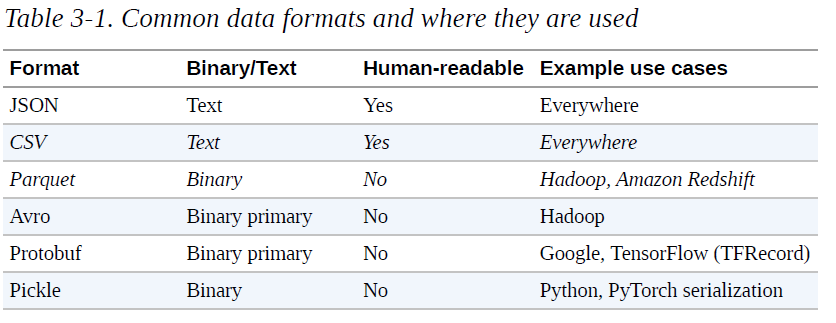 Table 3-1. Common data formats and where they are used
Format Binary/Text Human-readable Example use cases
JSON Text Yes Everywhere
CSV Text Yes Everywhere
Parquet Binary No Hadoop, Amazon Redshift
Avro Binary primary No Hadoop
Protobuf Binary primary No Google, TensorFlow (TFRecord)
Pickle Binary No Python, PyTorch serialization